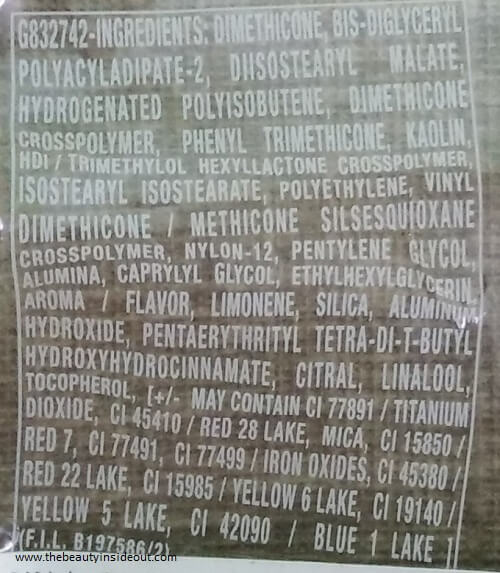 G832742-INGREDIENTS: DIMETHICONE, BIS-DIGLYCERYL
POLYACYLADIPATE-2, DIISOSTEARYL MALATE,
HYDROGENATED POLYISOBUTENE, DIMETHICONE
CROSSPOLYMER, PHENYL TRIMETHICONE, KAOLIN,
HDI / TRIMETHYLOL HEXYLLACTONE CROSSPOLYMER,
ISOSTEARYL ISOSTEARATE, POLYETHYLENE, VINYL
DIMETHICONE / METHICONE SILSESQUIOXANE
CROSSPOLYMER, NYLON-12, PENTYLENE GLYCOL,
ALUMINA, CAPRYLYL GLYCOL, ETHYLHEXYLGLYCERIN,
AROMA / FLAVOR, LIMONENE, SILICA, ALUMINUM
HYDROXIDE, PENTAERYTHRITYL TETRA-DI-T-BUTYL
HYDROXYHYDROCINNAMATE, CITRAL, LINALOOL,
TOCOPHEROL, [+/- MAY CONTAIN CI 77891 / TITANIUM
DIOXIDE, CI 45410 / RED 28 LAKE, MICA, CI 15850 /
RED 7, CI 77491, CI 77499 / IRON OXIDES, CI 45380 /
RED 22 LAKE, CI 15985 / YELLOW 6 LAKE, CI 19140 /
YELLOW 5 LAKE, CI 42090 / BLUE 1 LAKE ]
(F.I.L. B197586/2)
www.thebeautyinsideout.com